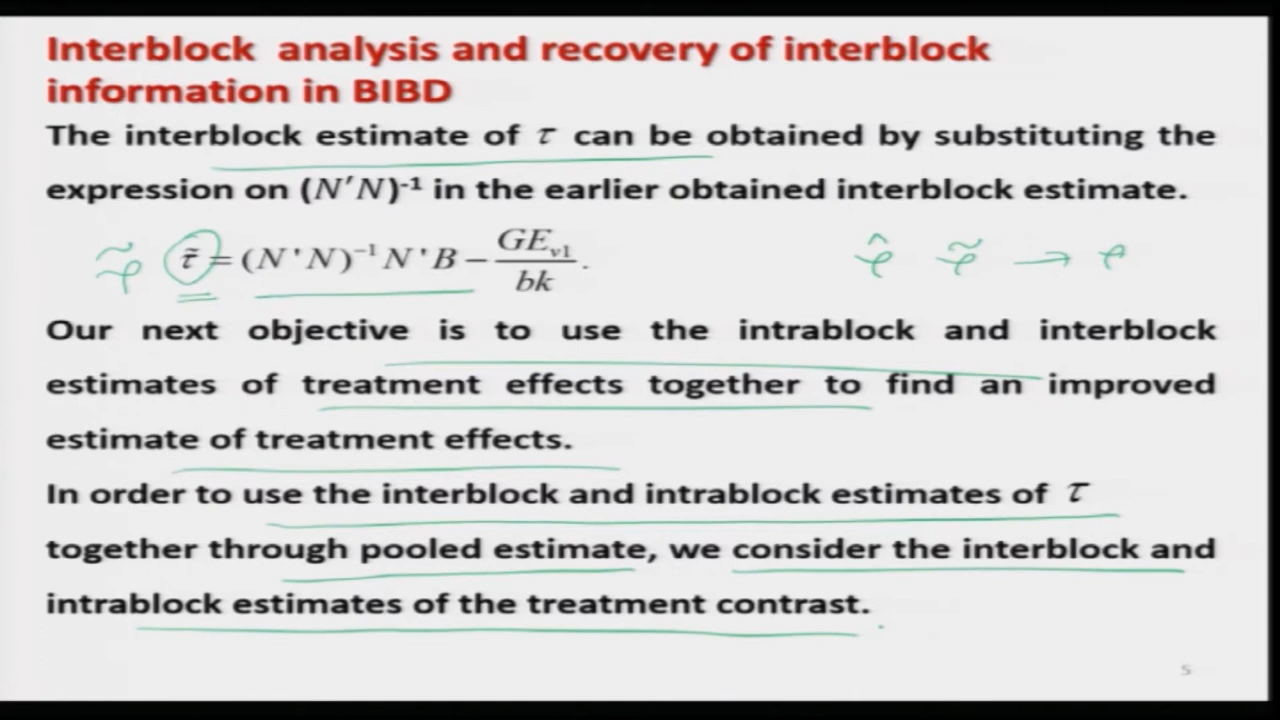 Interblock analysis and recovery of interblock
information in BIBD
The interblock estimate of τ can be obtained by substituting the
expression on (N′N)⁻¹ in the earlier obtained interblock estimate.
τ̃ = (N'N)⁻¹ N'B − GE_{v1}/bk.
Our next objective is to use the intrablock and interblock
estimates of treatment effects together to find an improved
estimate of treatment effects.
In order to use the interblock and intrablock estimates of τ
together through pooled estimate, we consider the interblock and
intrablock estimates of the treatment contrast.
5